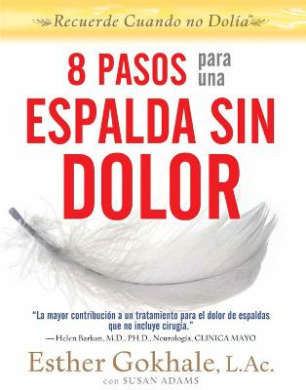 Recuerde Cuando no Dolía™
8 PASOS para una
ESPALDA SIN
DOLOR
“La mayor contribución a un tratamiento para el dolor de espaldas
que no incluye cirugía.”
—Helen Barkan, M.D., PH.D., Neurología, CLINICA MAYO
Esther Gokhale, L.Ac.
con SUSAN ADAMS